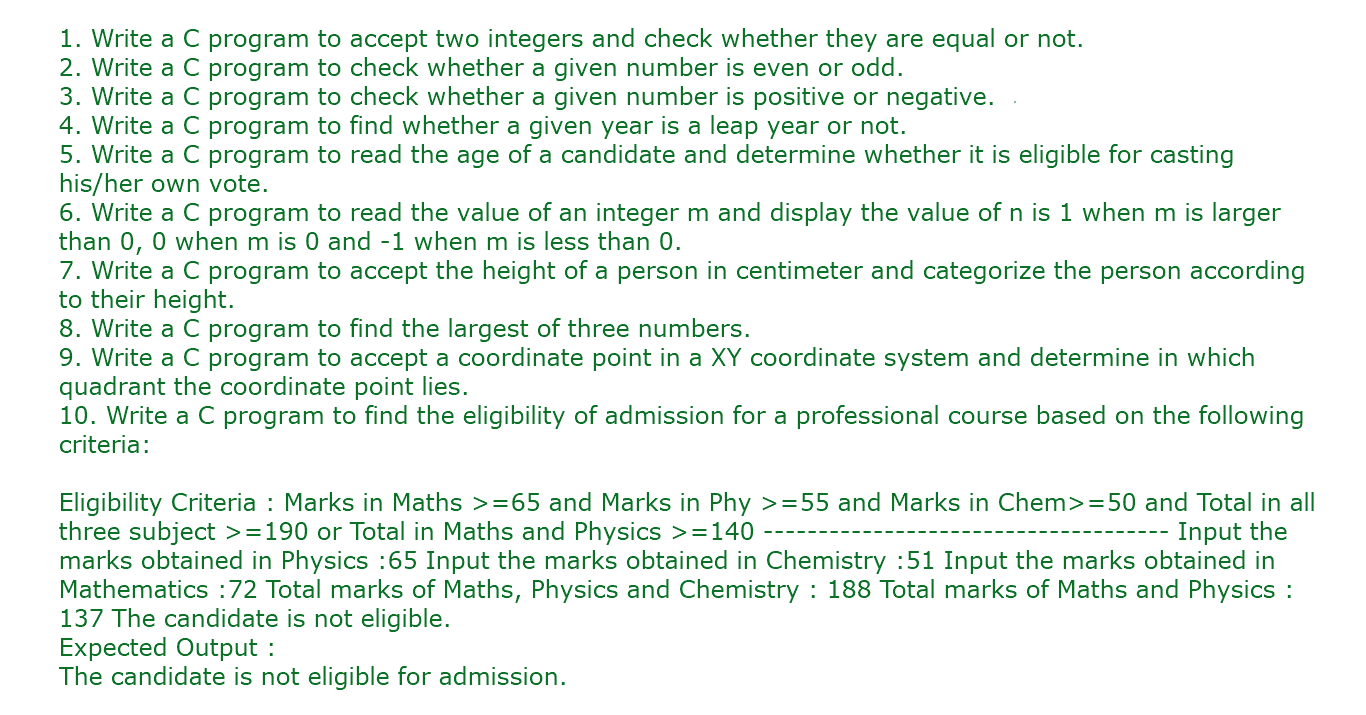 1. Write a C program to accept two integers and check whether they are equal or not.
2. Write a C program to check whether a given number is even or odd.
3. Write a C program to check whether a given number is positive or negative.
4. Write a C program to find whether a given year is a leap year or not.
5. Write a C program to read the age of a candidate and determine whether it is eligible for casting
his/her own vote.
6. Write a C program to read the value of an integer m and display the value of n is 1 when m is larger
than 0, 0 when m is 0 and -1 when m is less than 0.
7. Write a C program to accept the height of a person in centimeter and categorize the person according
to their height.
8. Write a C program to find the largest of three numbers.
9. Write a C program to accept a coordinate point in a XY coordinate system and determine in which
quadrant the coordinate point lies.
10. Write a C program to find the eligibility of admission for a professional course based on the following
criteria:
Eligibility Criteria : Marks in Maths >=65 and Marks in Phy >=55 and Marks in Chem>=50 and Total in all
three subject >=190 or Total in Maths and Physics >=140 ------------------------------------- Input the
marks obtained in Physics :65 Input the marks obtained in Chemistry :51 Input the marks obtained in
Mathematics :72 Total marks of Maths, Physics and Chemistry : 188 Total marks of Maths and Physics :
137 The candidate is not eligible.
Expected Output :
The candidate is not eligible for admission.